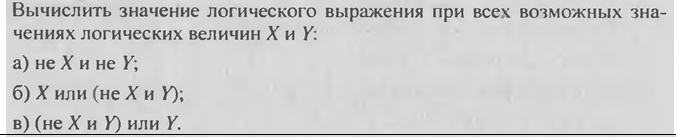 Вычислить значение логического выражения при всех возможных зна-
чениях логических величин X и Y:
а) не X и не Y;
б) X или (не X и Y);
в) (не X и Y) или Y.